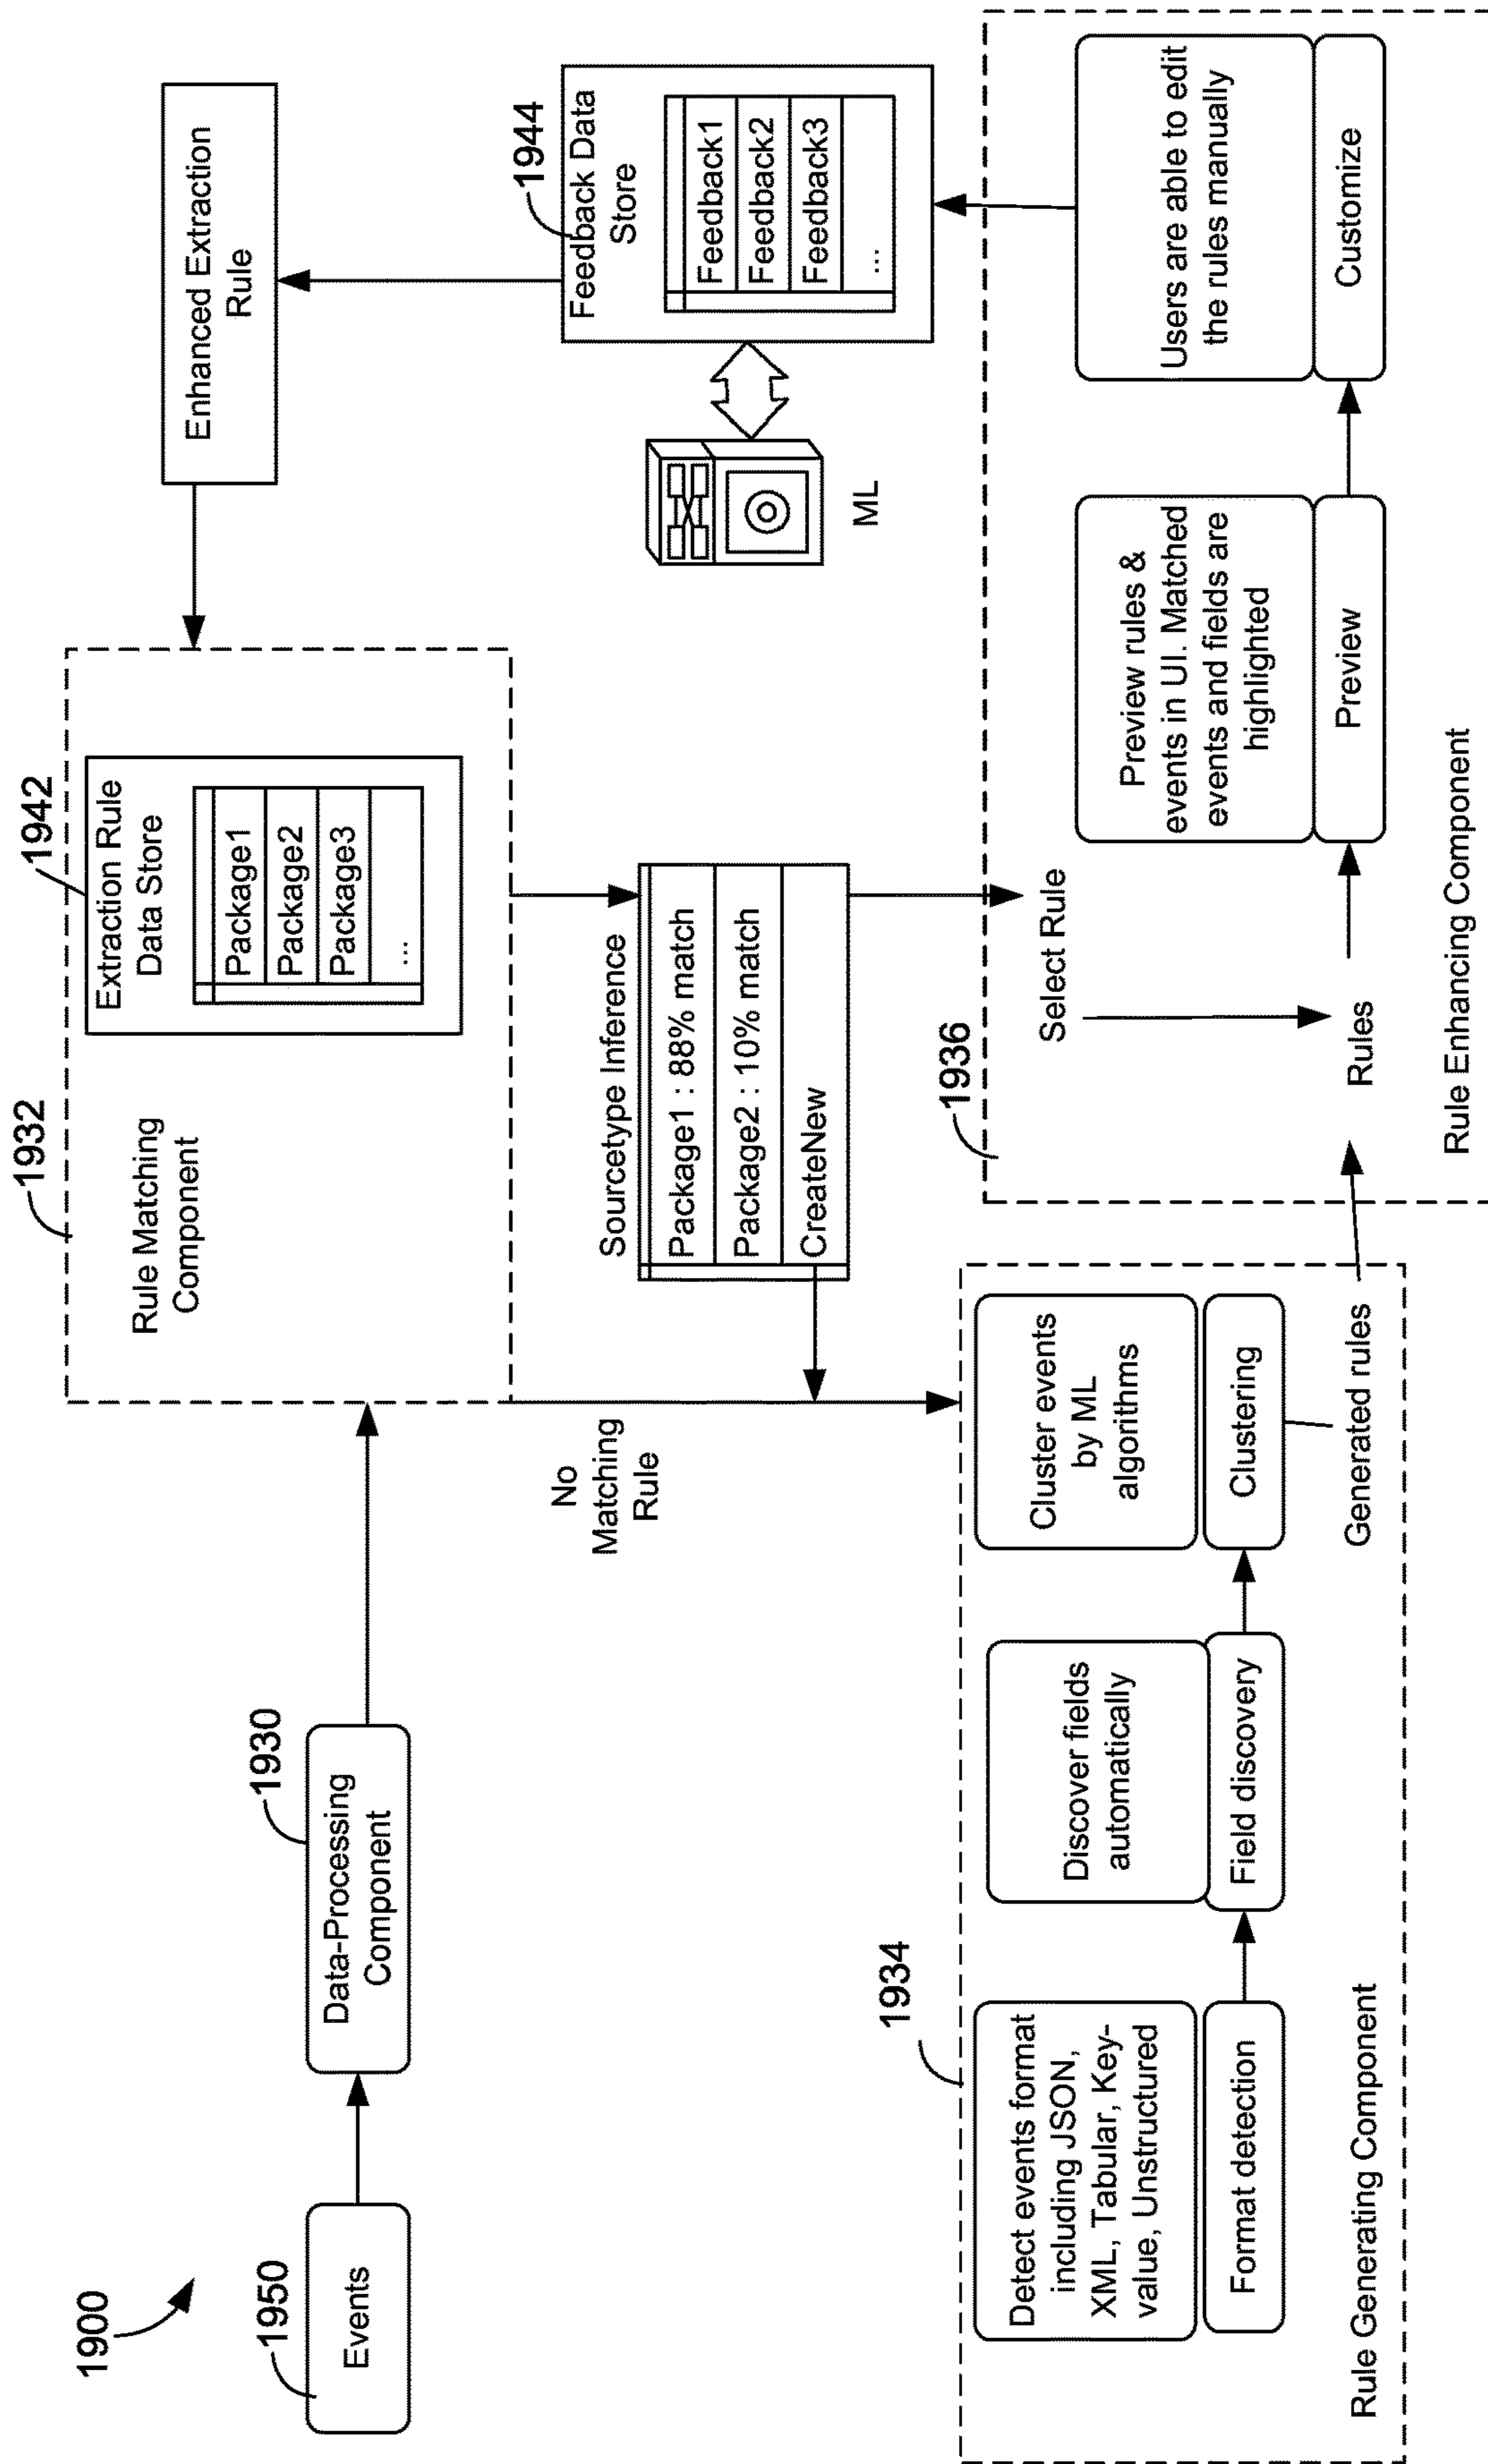 1900
1950
Events
1930
Data-Processing
Component
1932
Rule Matching
Component
1942
Extraction Rule
Data Store
Package1
Package2
Package3
...
Enhanced Extraction
Rule
1944
Feedback Data
Store
Feedback1
Feedback2
Feedback3
...
ML
No
Matching
Rule
Sourcetype Inference
Package1 : 88% match
Package2 : 10% match
CreateNew
1934
Detect events format
including JSON,
XML, Tabular, Key-
value, Unstructured
Format detection
Discover fields
automatically
Field discovery
Cluster events
by ML
algorithms
Clustering
Generated rules
Rule Generating Component
1936
Select Rule
Rules
Preview rules &
events in UI. Matched
events and fields are
highlighted
Preview
Users are able to edit
the rules manually
Customize
Rule Enhancing Component